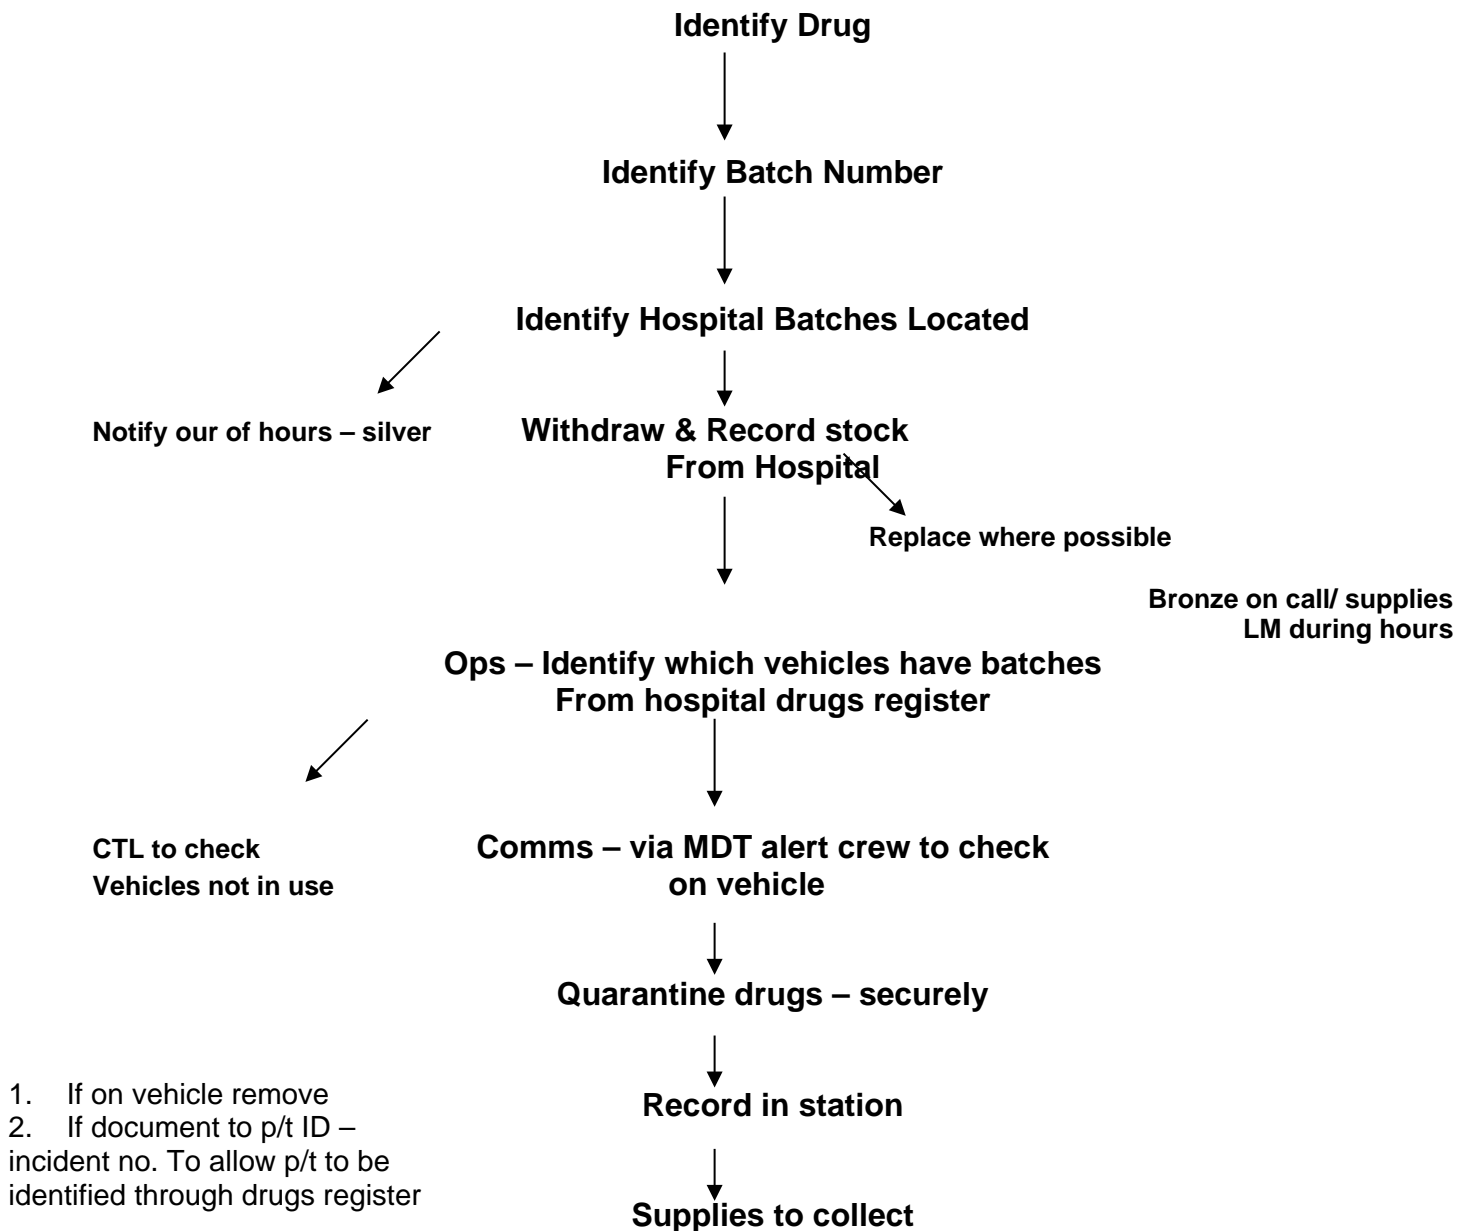 Identify Drug
Identify Batch Number
Identify Hospital Batches Located
Notify our of hours – silver
Withdraw & Record stock
From Hospital
Replace where possible
Bronze on call/ supplies
LM during hours
Ops – Identify which vehicles have batches
From hospital drugs register
CTL to check
Vehicles not in use
Comms – via MDT alert crew to check
on vehicle
Quarantine drugs – securely
1. If on vehicle remove
2. If document to p/t ID –
incident no. To allow p/t to be
identified through drugs register
Record in station
Supplies to collect